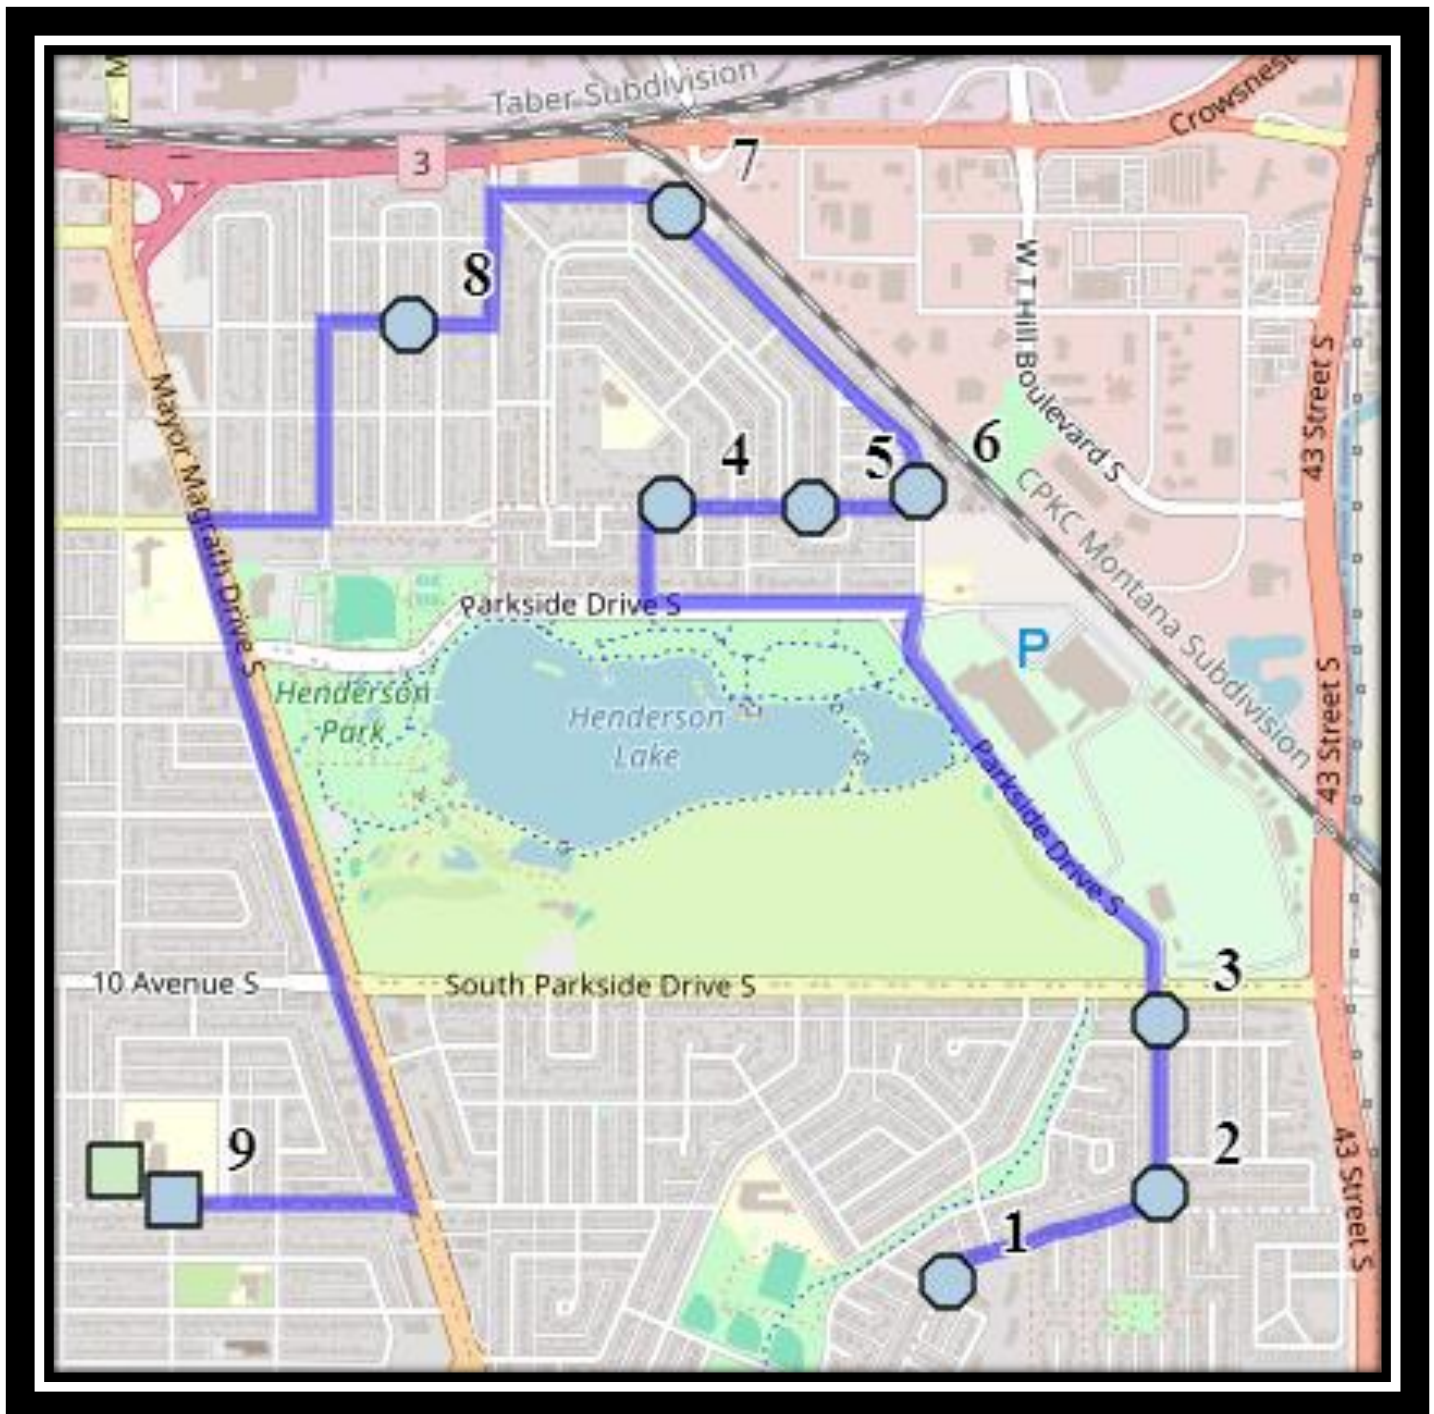 M
Taber Subdivision
Crowsnest
3
7
8
W T Hill Boulevard S
43 Street S
Mayor Magrath Drive S
4
5
6
CPKC Montana Subdivision
Parkside Drive S
P
Henderson
Park
Henderson
Lake
43 Street S
Parkside Drive S
3
10 Avenue S
South Parkside Drive S
9
2
43 Street S
1